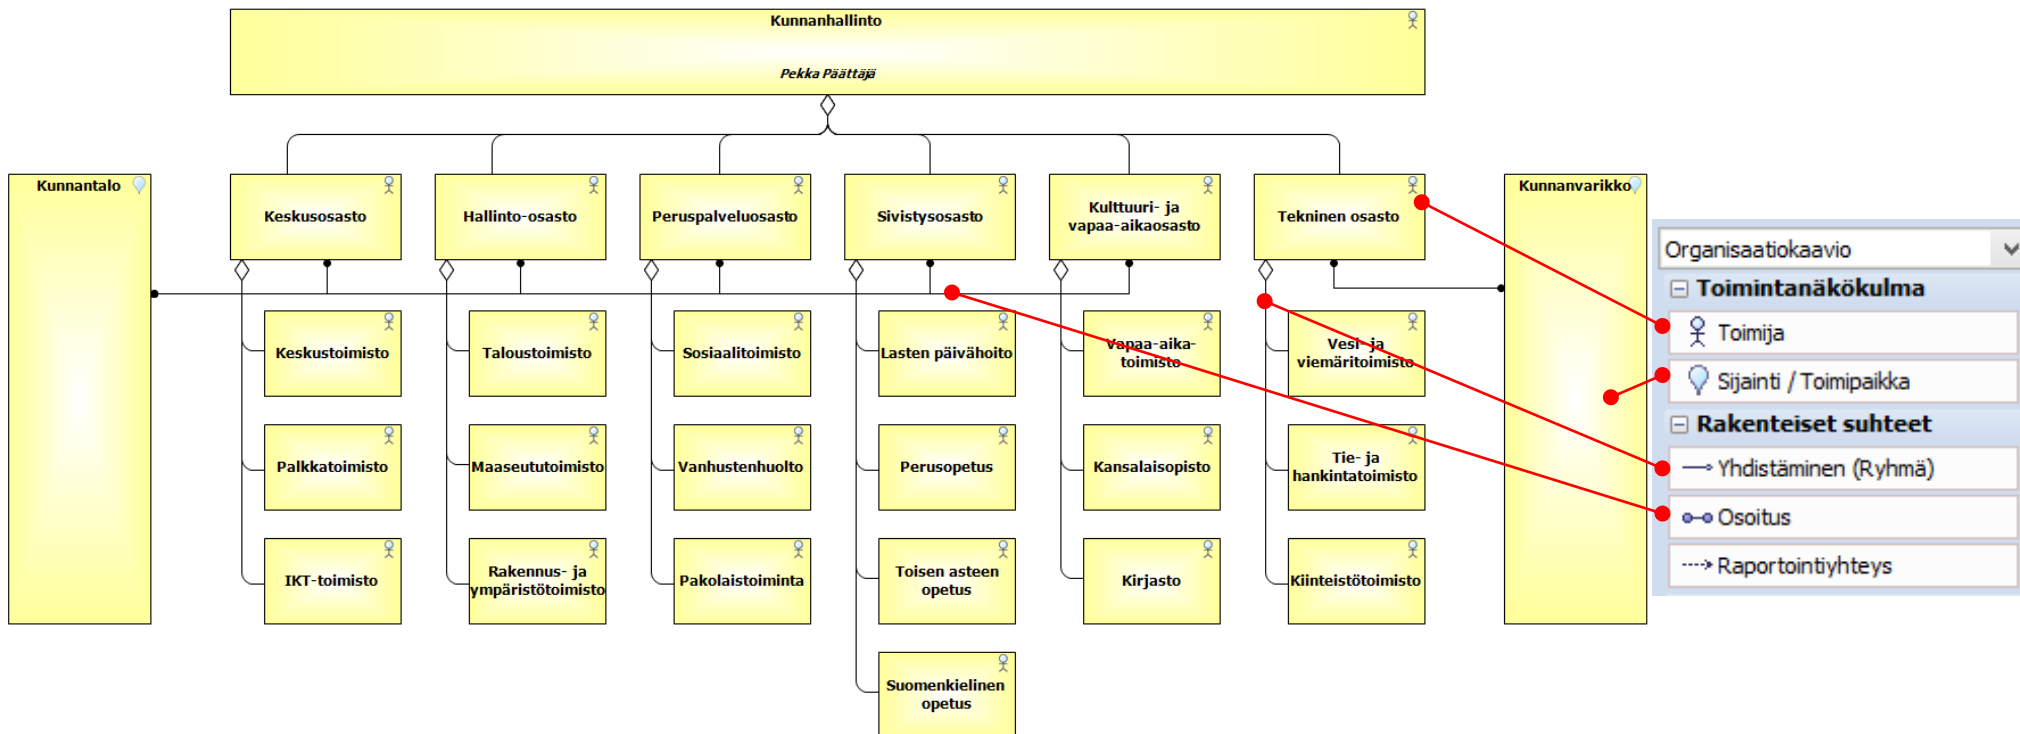 Kunnanhallinto
Pekka Päättäjä
Kunnantalo
Keskusosasto
Hallinto-osasto
Peruspalveluosasto
Sivistysosasto
Kulttuuri- ja
vapaa-aikaosasto
Tekninen osasto
Kunnanvarikko
Keskustoimisto
Taloustoimisto
Sosiaalitoimisto
Lasten päivähoito
Vapaa-aika-
toimisto
Vesi- ja
viemäritoimisto
Palkkatoimisto
Maaseututoimisto
Vanhustenhuolto
Perusopetus
Kansalaisopisto
Tie- ja
hankintatoimisto
IKT-toimisto
Rakennus- ja
ympäristötoimisto
Pakolaistoiminta
Toisen asteen
opetus
Kirjasto
Kiinteistötoimisto
Suomenkielinen
opetus
Organisaatiokaavio
Toimintanäkökulma
Toimija
Sijainti / Toimipaikka
Rakenteiset suhteet
Yhdistäminen (Ryhmä)
Osoitus
Raportointiyhteys